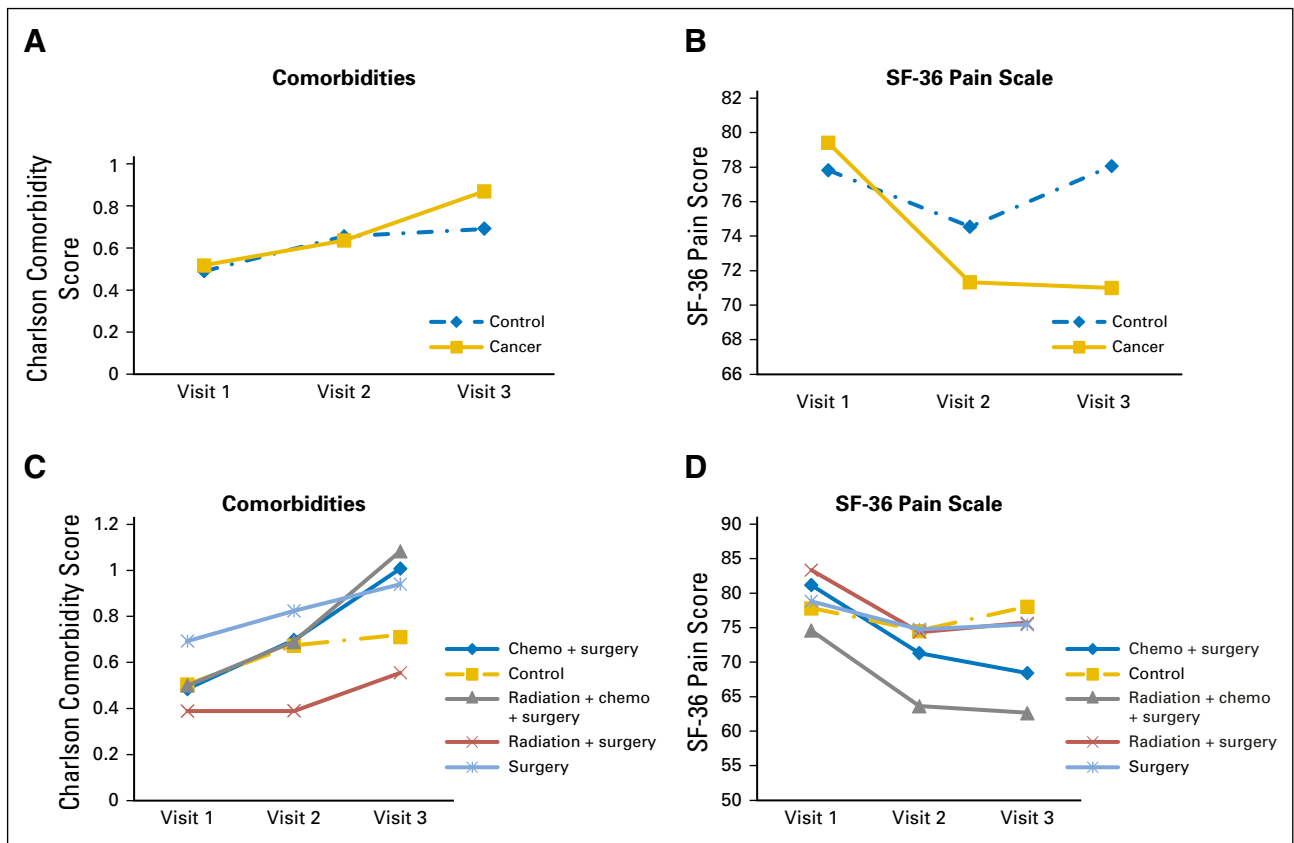 A
Comorbidities
Charlson Comorbidity
Score
1
0.8
0.6
0.4
0.2
0
Control
Cancer
Visit 1 Visit 2 Visit 3
B
SF-36 Pain Scale
SF-36 Pain Score
82
80
78
76
74
72
70
68
66
Control
Cancer
Visit 1 Visit 2 Visit 3
C
Comorbidities
Charlson Comorbidity Score
1.2
1
0.8
0.6
0.4
0.2
0
Chemo + surgery
Control
Radiation + chemo
+ surgery
Radiation + surgery
Surgery
Visit 1 Visit 2 Visit 3
D
SF-36 Pain Scale
SF-36 Pain Score
90
85
80
75
70
65
60
55
50
Chemo + surgery
Control
Radiation + chemo
+ surgery
Radiation + surgery
Surgery
Visit 1 Visit 2 Visit 3